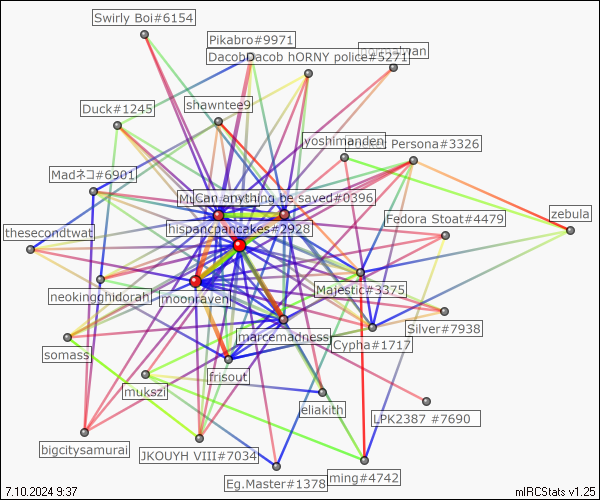 Swirly Boi#6154
Pikabro#9971
DacobDacob hORNY police#5271
Duck#1245
shawntee9
yoshimanden
Persona#3326
Madネコ#6901
Can anything be saved#0396
zebula
Fedora Stoat#4479
thesecondtwat
hispancpancakes#2928
neokingghidorah
moonraven
Majestic#3375
Silver#7938
marcemadness
Cypha#1717
somass
frisout
mukszi
eliakith
LPK2387 #7690
bigcitysamurai
JKOUYH VIII#7034
Eg.Master#1378
ming#4742
7.10.2024 9:37
mIRCStats v1.25